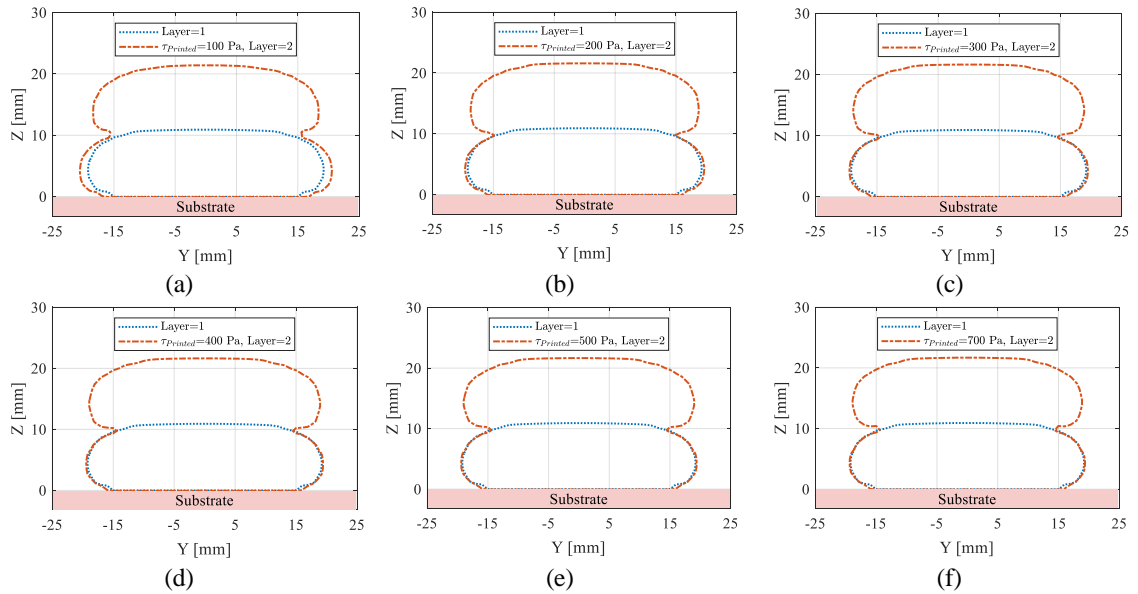 Layer=1
τPrinted=100 Pa, Layer=2
30
20
10
0
Z [mm]
Substrate
-25 -15 -5 5 15 25
Y [mm]
(a)
Layer=1
τPrinted=200 Pa, Layer=2
30
20
10
0
Z [mm]
Substrate
-25 -15 -5 5 15 25
Y [mm]
(b)
Layer=1
τPrinted=300 Pa, Layer=2
30
20
10
0
Z [mm]
Substrate
-25 -15 -5 5 15 25
Y [mm]
(c)
Layer=1
τPrinted=400 Pa, Layer=2
30
20
10
0
Z [mm]
Substrate
-25 -15 -5 5 15 25
Y [mm]
(d)
Layer=1
τPrinted=500 Pa, Layer=2
30
20
10
0
Z [mm]
Substrate
-25 -15 -5 5 15 25
Y [mm]
(e)
Layer=1
τPrinted=700 Pa, Layer=2
30
20
10
0
Z [mm]
Substrate
-25 -15 -5 5 15 25
Y [mm]
(f)